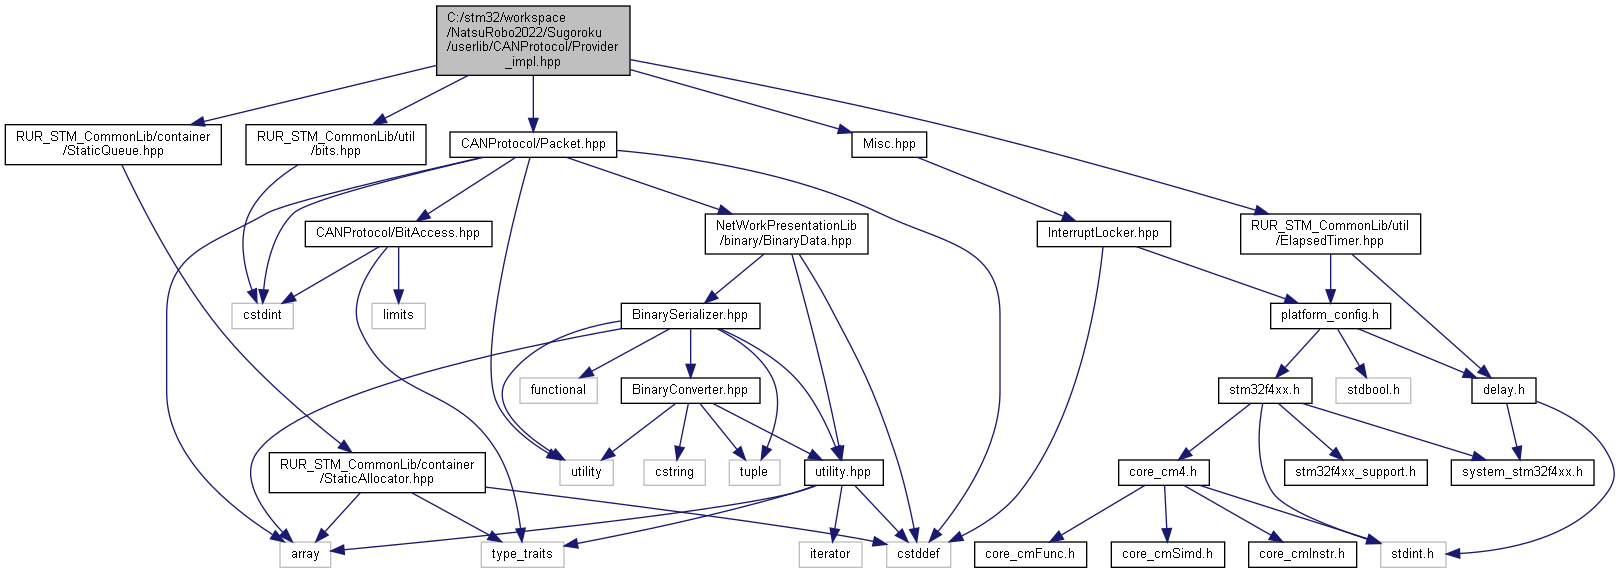 C:/stm32/workspace
/NatsuRobo2022/Sugoroku
/userlib/CANProtocol/Provider
_impl.hpp
RUR_STM_CommonLib/container
/StaticQueue.hpp
RUR_STM_CommonLib/util
/bits.hpp
CANProtocol/Packet.hpp
Misc.hpp
CANProtocol/BitAccess.hpp
NetWorkPresentationLib
/binary/BinaryData.hpp
InterruptLocker.hpp
RUR_STM_CommonLib/util
/ElapsedTimer.hpp
cstdint
limits
BinarySerializer.hpp
platform_config.h
functional
BinaryConverter.hpp
stm32f4xx.h
stdbool.h
delay.h
RUR_STM_CommonLib/container
/StaticAllocator.hpp
utility
cstring
tuple
utility.hpp
core_cm4.h
stm32f4xx_support.h
system_stm32f4xx.h
array
type_traits
iterator
cstddef
core_cmFunc.h
core_cmSimd.h
core_cmInstr.h
stdint.h